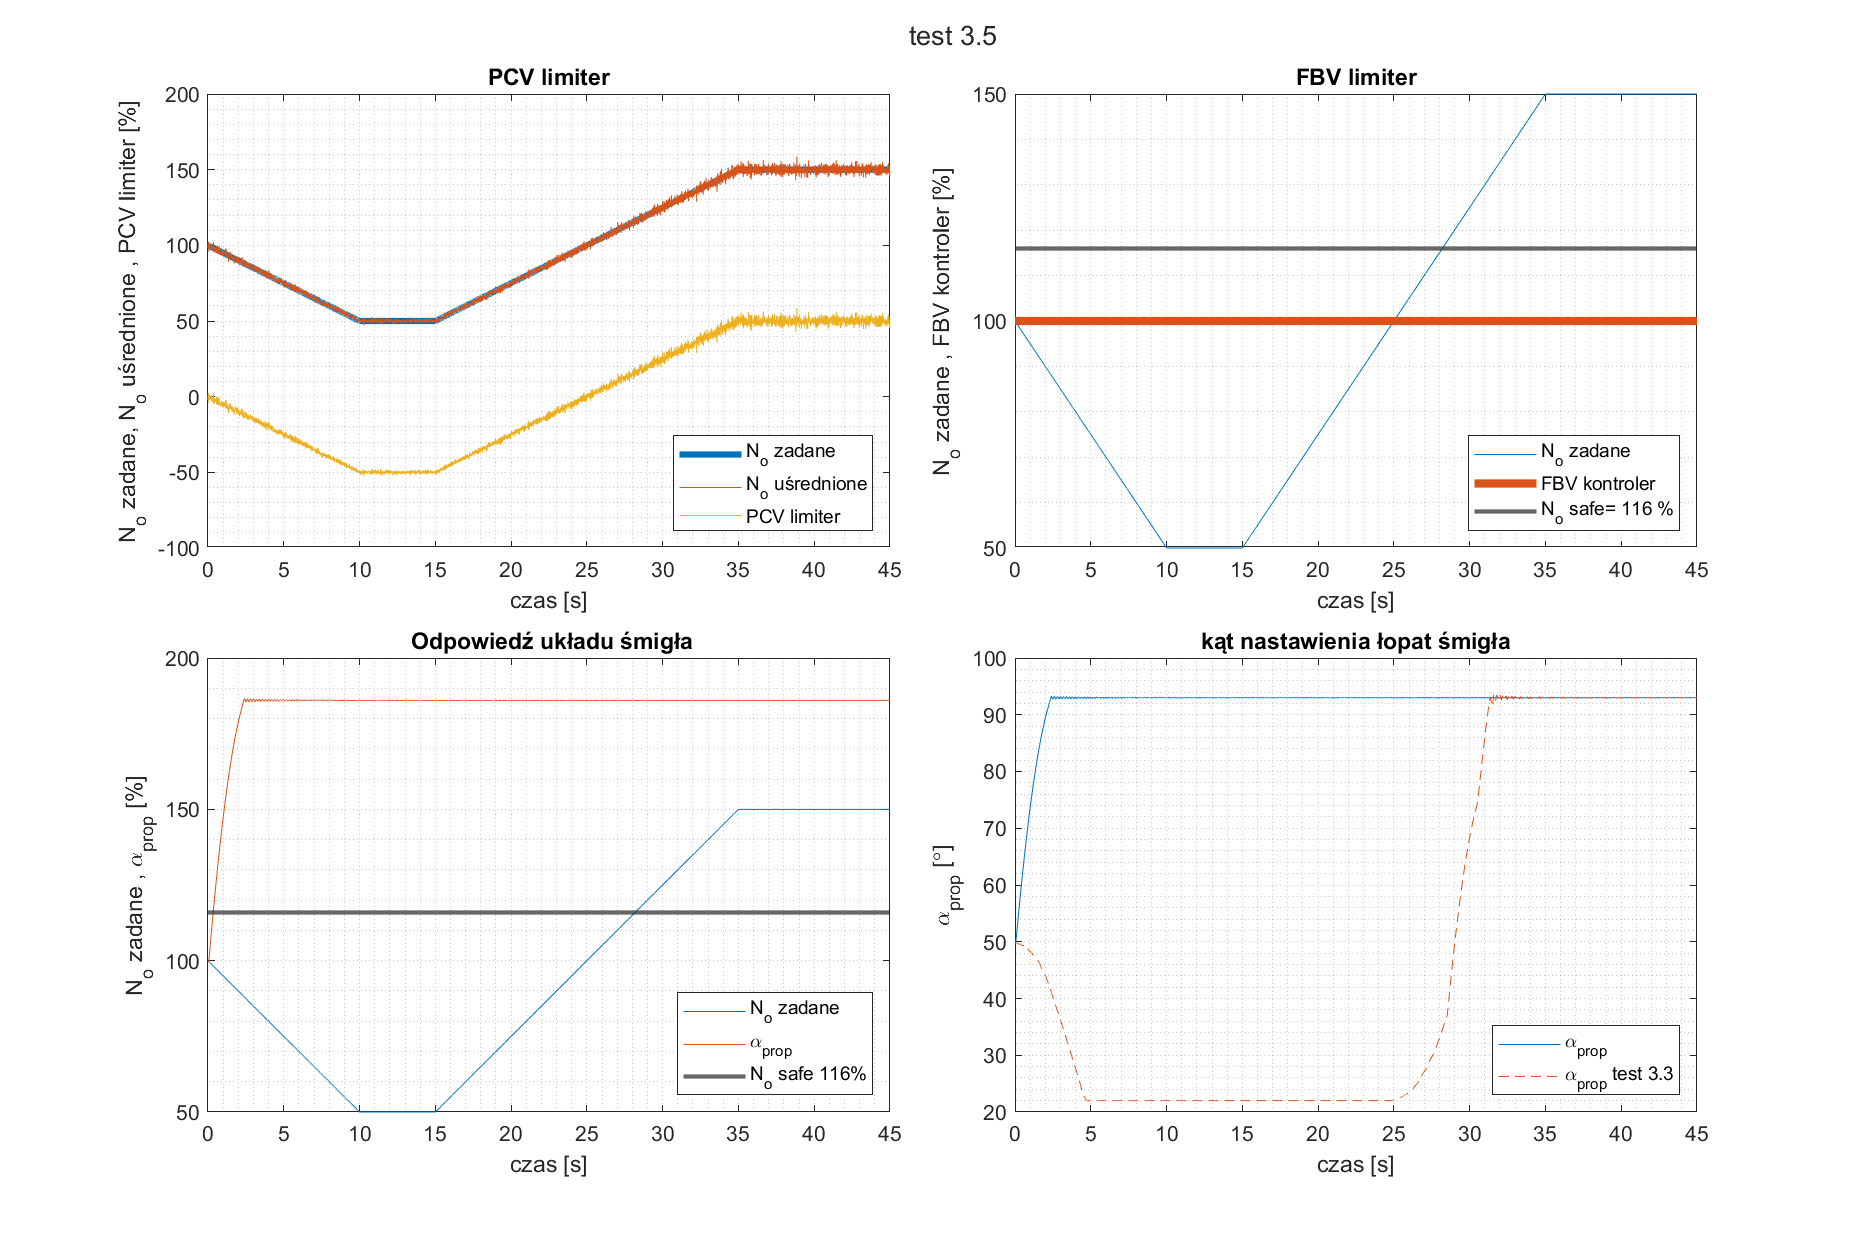 test 3.5
PCV limiter
N_o zadane, N_o uśrednione , PCV limiter [%]
200
150
100
50
0
-50
-100
N_o zadane
N_o uśrednione
PCV limiter
0 5 10 15 20 25 30 35 40 45
czas [s]
FBV limiter
N_o zadane , FBV kontroler [%]
150
100
50
N_o zadane
FBV kontroler
N_o safe= 116 %
0 5 10 15 20 25 30 35 40 45
czas [s]
Odpowiedź układu śmigła
N_o zadane , α_prop [%]
200
150
100
50
N_o zadane
α_prop
N_o safe 116%
0 5 10 15 20 25 30 35 40 45
czas [s]
kąt nastawienia łopat śmigła
α_prop [°]
100
90
80
70
60
50
40
30
20
α_prop
α_prop test 3.3
0 5 10 15 20 25 30 35 40 45
czas [s]